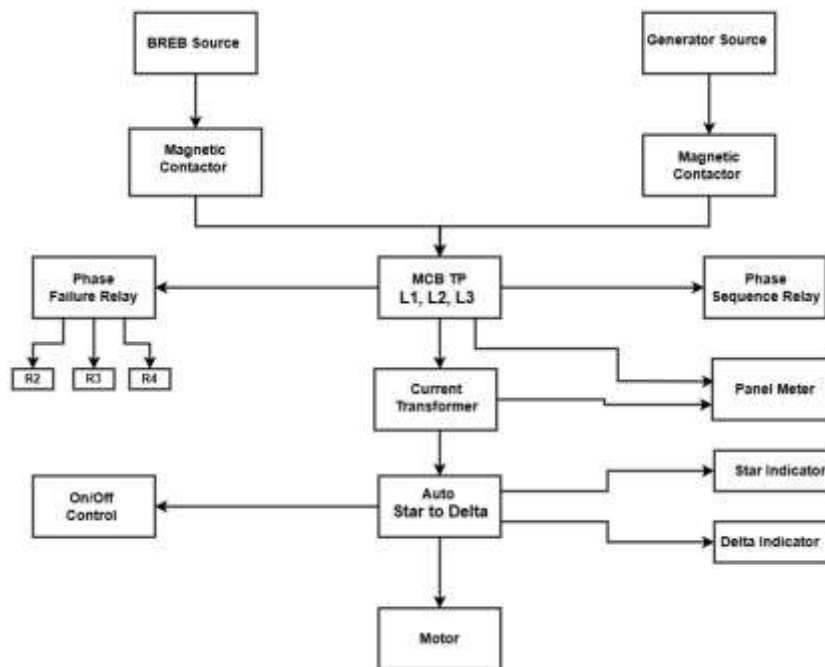 BREB Source
Generator Source
Magnetic
Contactor
Magnetic
Contactor
Phase
Failure Relay
MCB TP
L1, L2, L3
Phase
Sequence Relay
R2
R3
R4
Current
Transformer
Panel Meter
On/Off
Control
Auto
Star to Delta
Star Indicator
Delta Indicator
Motor